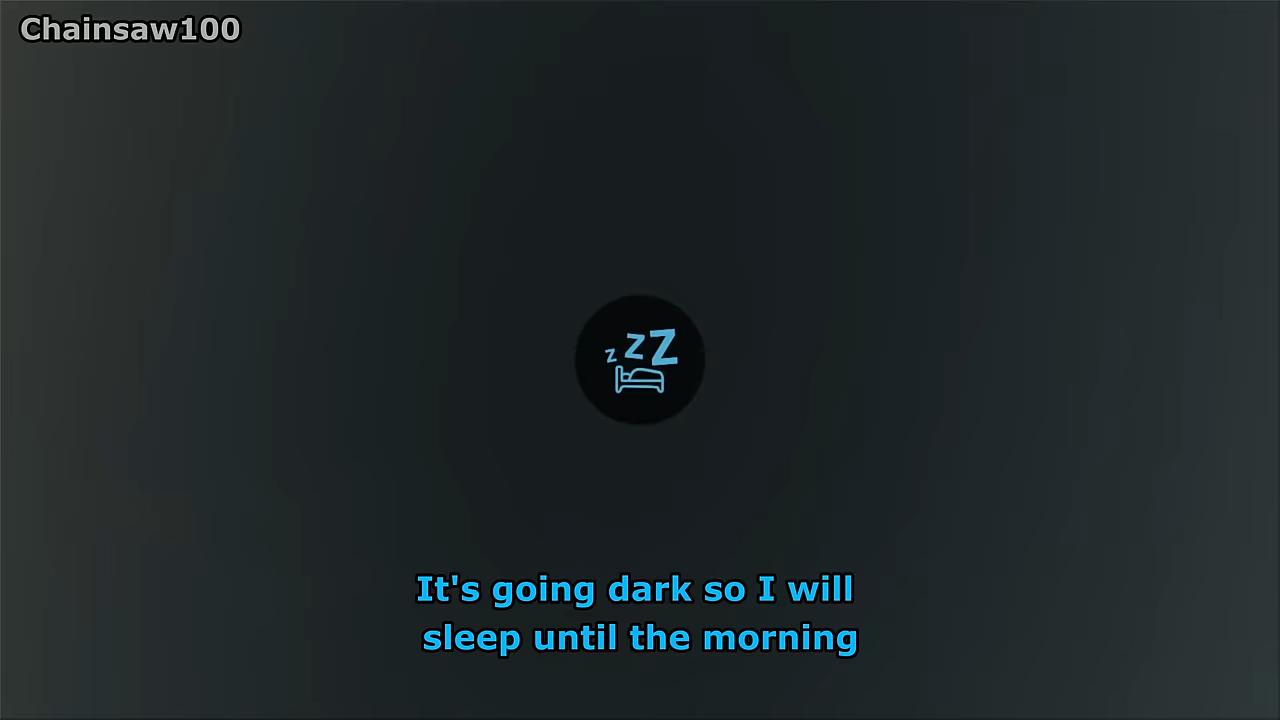 Chainsaw100
z z Z
It's going dark so I will
sleep until the morning